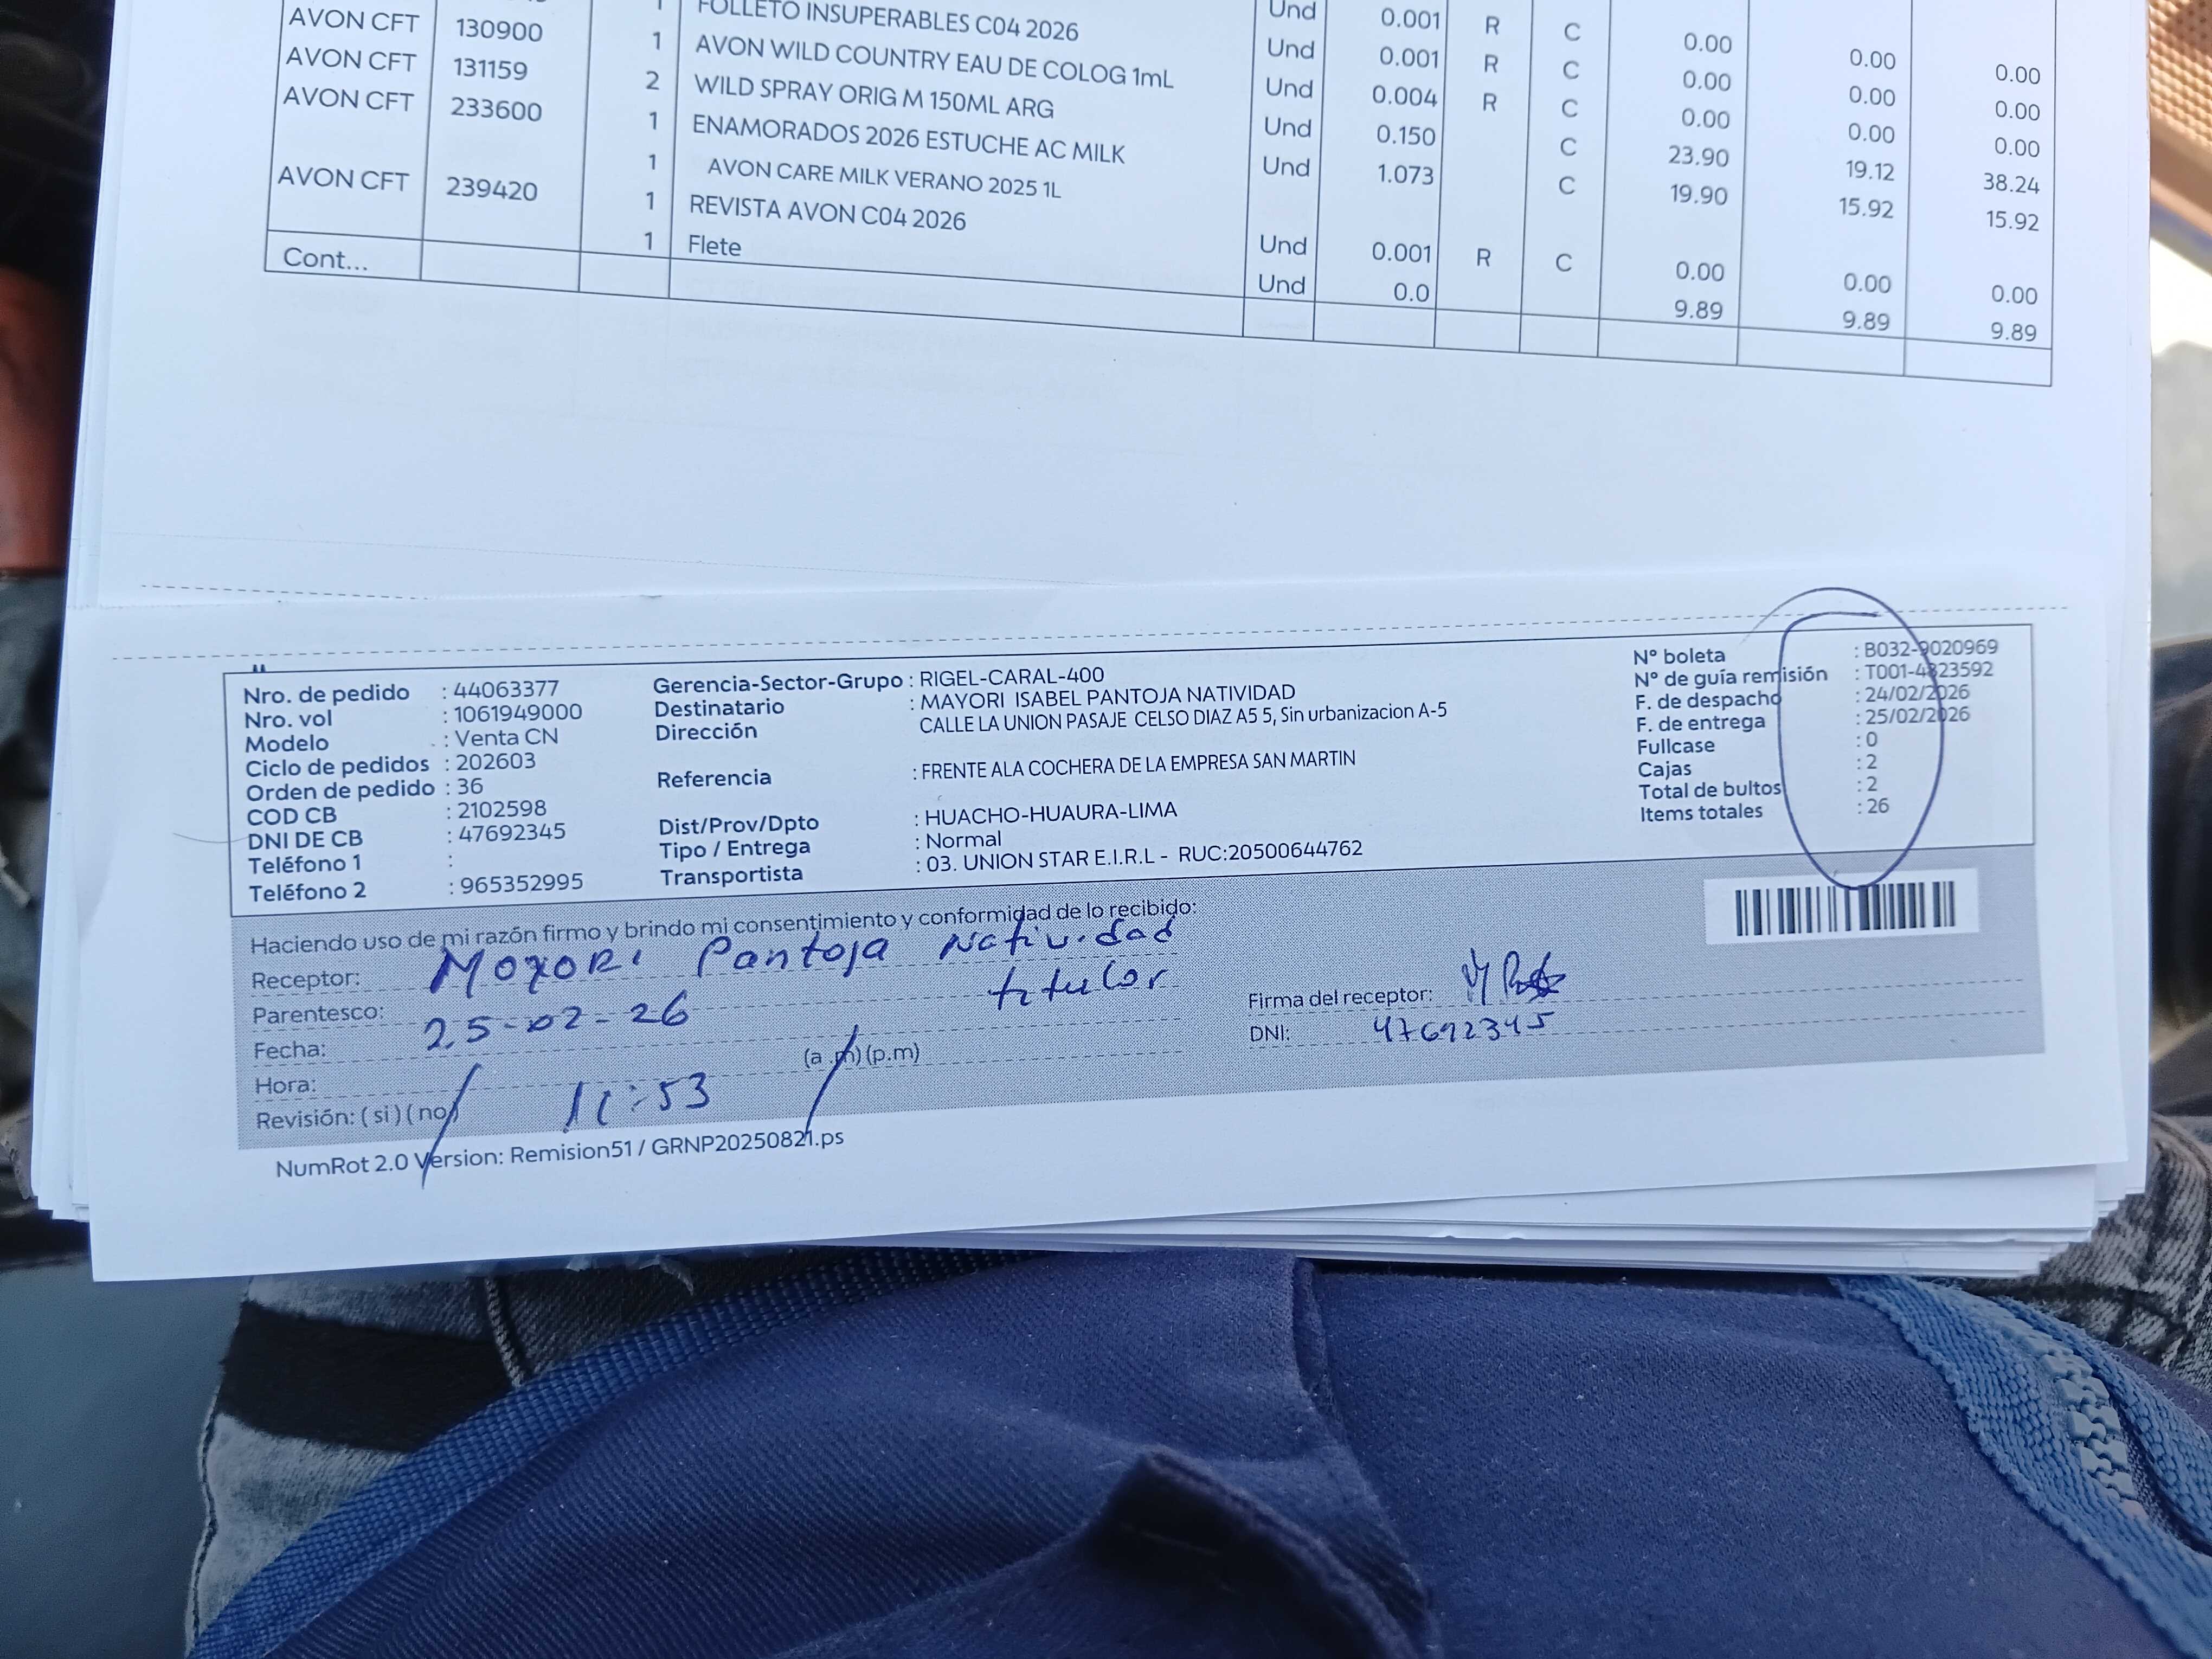 1 FOLLETO INSUPERABLES C04 2026 Und 0.001 R C 0.00 0.00 0.00
AVON CFT 130900 1 AVON WILD COUNTRY EAU DE COLOG 1mL Und 0.001 R C 0.00 0.00 0.00
AVON CFT 131159 2 WILD SPRAY ORIG M 150ML ARG Und 0.004 R C 0.00 0.00 0.00
AVON CFT 233600 1 ENAMORADOS 2026 ESTUCHE AC MILK Und 0.150 C 23.90 19.12 38.24
1 AVON CARE MILK VERANO 2025 1L Und 1.073 C 19.90 15.92 15.92
AVON CFT 239420 1 REVISTA AVON C04 2026 Und 0.001 R C 0.00 0.00 0.00
1 Flete Und 0.0 9.89 9.89 9.89
Cont...
Nro. de pedido : 44063377
Nro. vol : 1061949000
Modelo : Venta CN
Ciclo de pedidos : 202603
Orden de pedido : 36
COD CB : 2102598
DNI DE CB : 47692345
Teléfono 1 :
Teléfono 2 : 965352995
Gerencia-Sector-Grupo : RIGEL-CARAL-400
Destinatario : MAYORI ISABEL PANTOJA NATIVIDAD
Dirección CALLE LA UNION PASAJE CELSO DIAZ A5 5, Sin urbanizacion A-5
Referencia : FRENTE ALA COCHERA DE LA EMPRESA SAN MARTIN
Dist/Prov/Dpto : HUACHO-HUAURA-LIMA
Tipo / Entrega : Normal
Transportista : 03. UNION STAR E.I.R.L - RUC:20500644762
N° boleta : B032-9020969
N° de guía remisión : T001-4823592
F. de despacho : 24/02/2026
F. de entrega : 25/02/2026
Fullcase : 0
Cajas : 2
Total de bultos : 2
Items totales : 26
Haciendo uso de mi razón firmo y brindo mi consentimiento y conformidad de lo recibido:
Receptor: Mayori Pantoja Natividad
Parentesco: titular
Fecha: 25-02-26
Hora: 11:53 (a.m) (p.m)
Revisión: ( si ) ( no )
Firma del receptor:
DNI: 47692345
NumRot 2.0 Version: Remision51 / GRNP20250821.ps